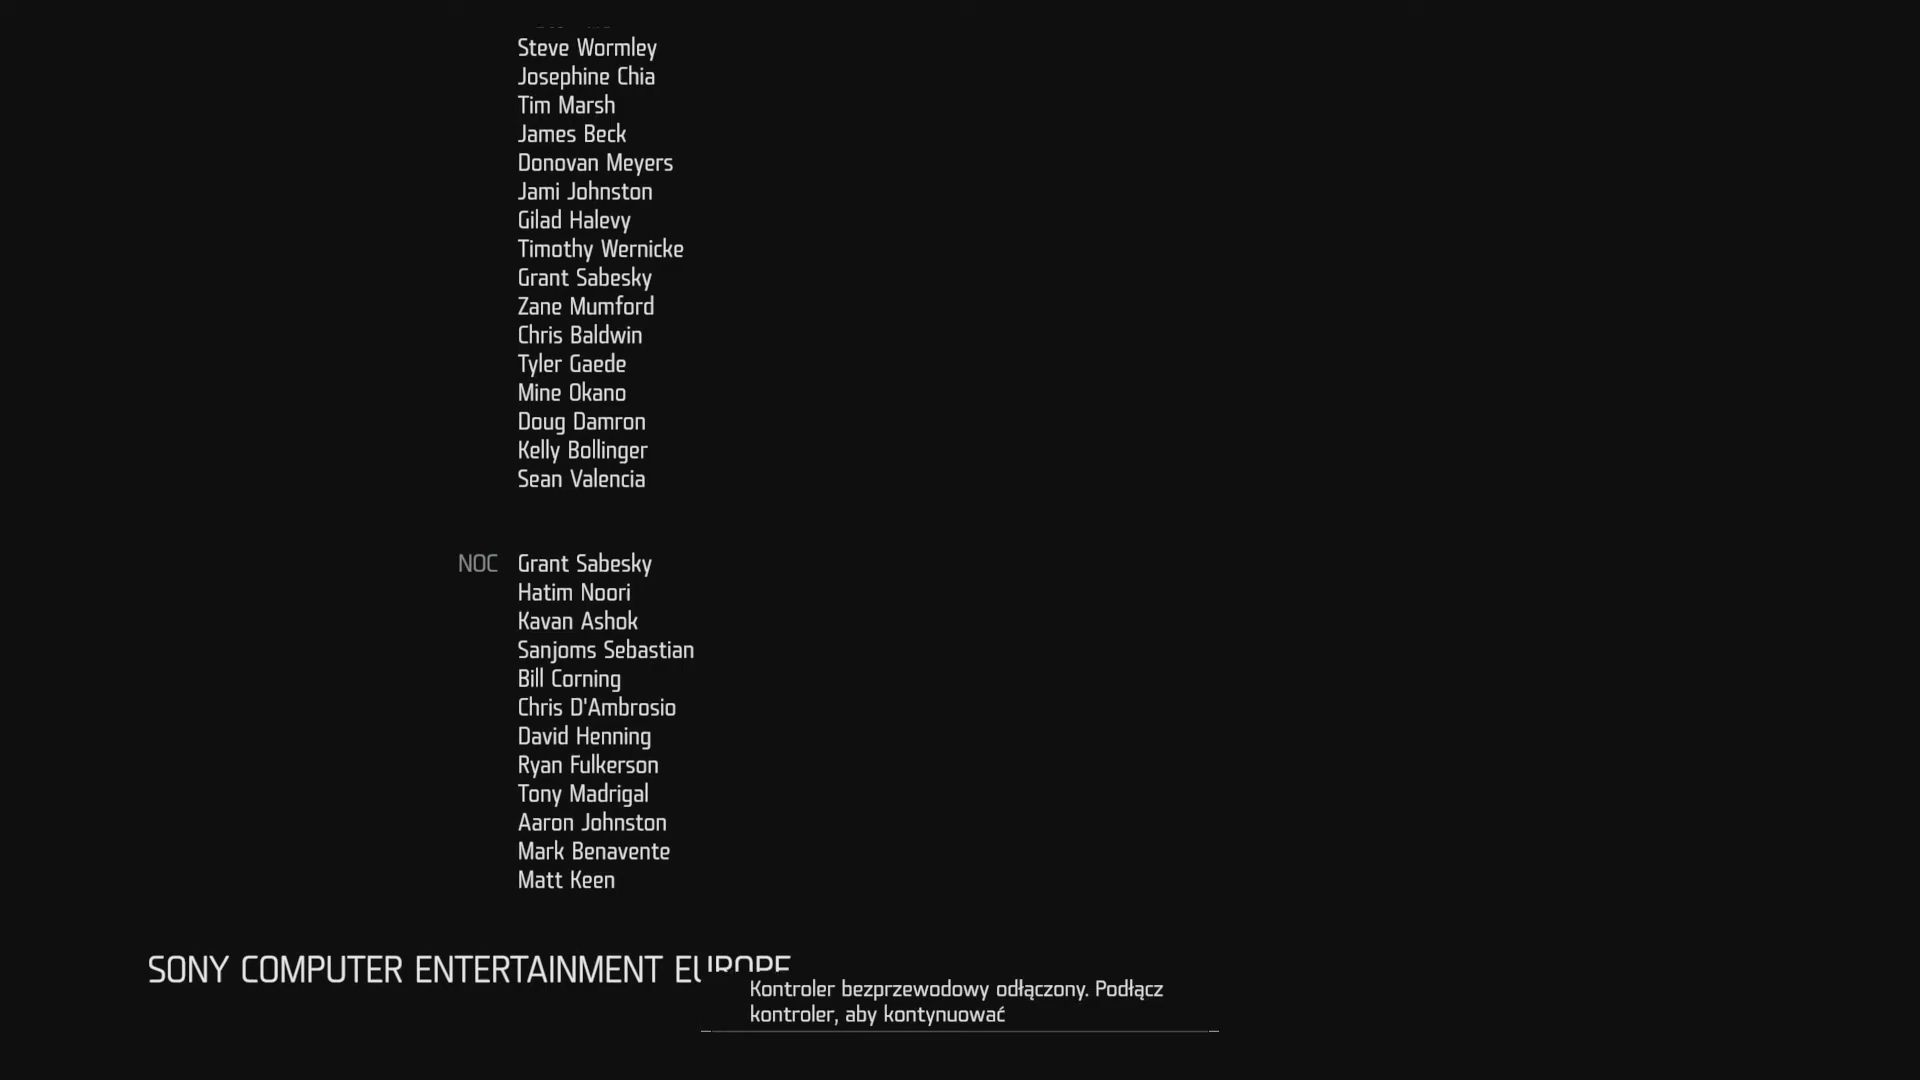 Steve Wormley
Josephine Chia
Tim Marsh
James Beck
Donovan Meyers
Jami Johnston
Gilad Halevy
Timothy Wernicke
Grant Sabesky
Zane Mumford
Chris Baldwin
Tyler Gaede
Mine Okano
Doug Damron
Kelly Bollinger
Sean Valencia
NOC Grant Sabesky
Hatim Noori
Kavan Ashok
Sanjoms Sebastian
Bill Corning
Chris D'Ambrosio
David Henning
Ryan Fulkerson
Tony Madrigal
Aaron Johnston
Mark Benavente
Matt Keen
SONY COMPUTER ENTERTAINMENT EUROPE
Kontroler bezprzewodowy odłączony. Podłącz
kontroler, aby kontynuować